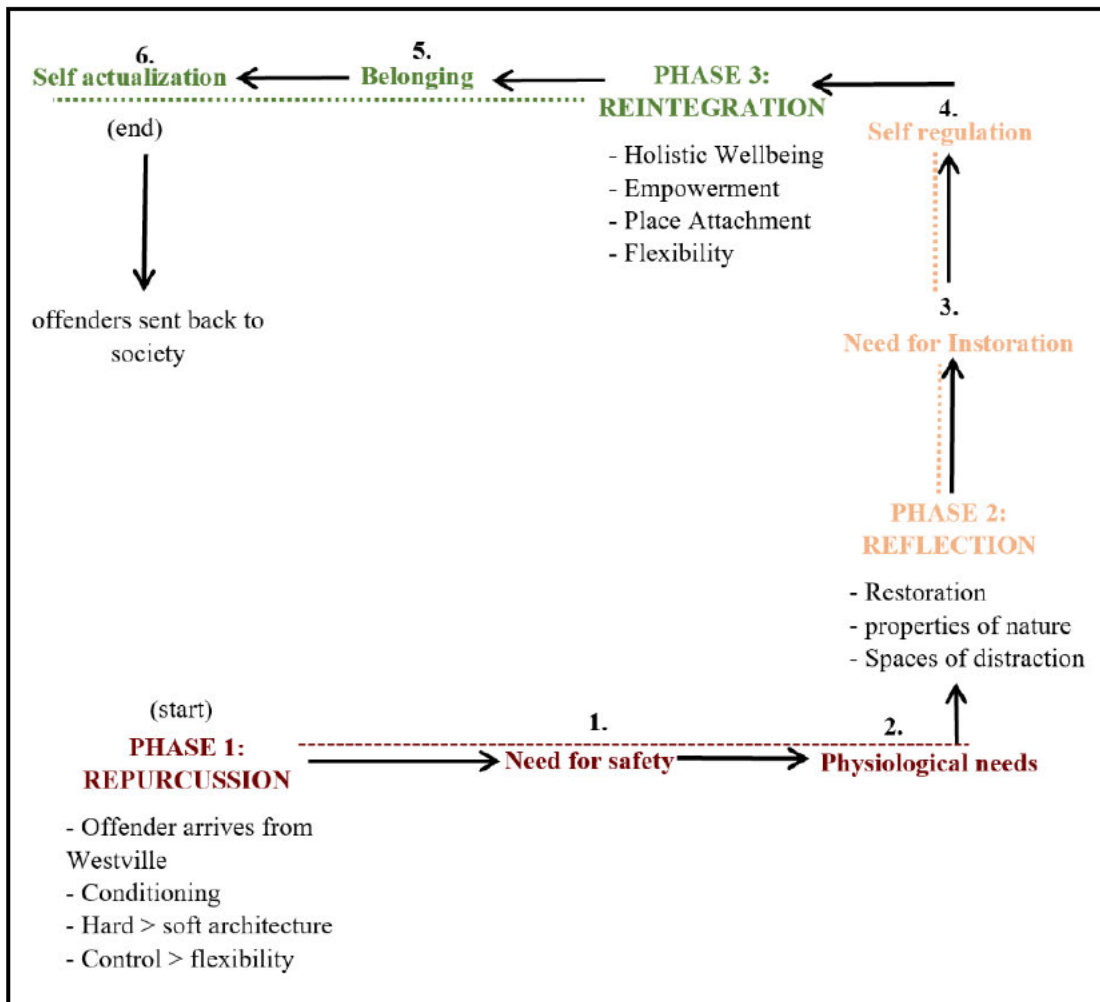 6.
Self actualization
(end)
offenders sent back to
society
5.
Belonging
PHASE 3:
REINTEGRATION
- Holistic Wellbeing
- Empowerment
- Place Attachment
- Flexibility
4.
Self regulation
3.
Need for Instoration
PHASE 2:
REFLECTION
- Restoration
- properties of nature
- Spaces of distraction
(start)
PHASE 1:
REPURCUSSION
- Offender arrives from
Westville
- Conditioning
- Hard > soft architecture
- Control > flexibility
1.
Need for safety
2.
Physiological needs